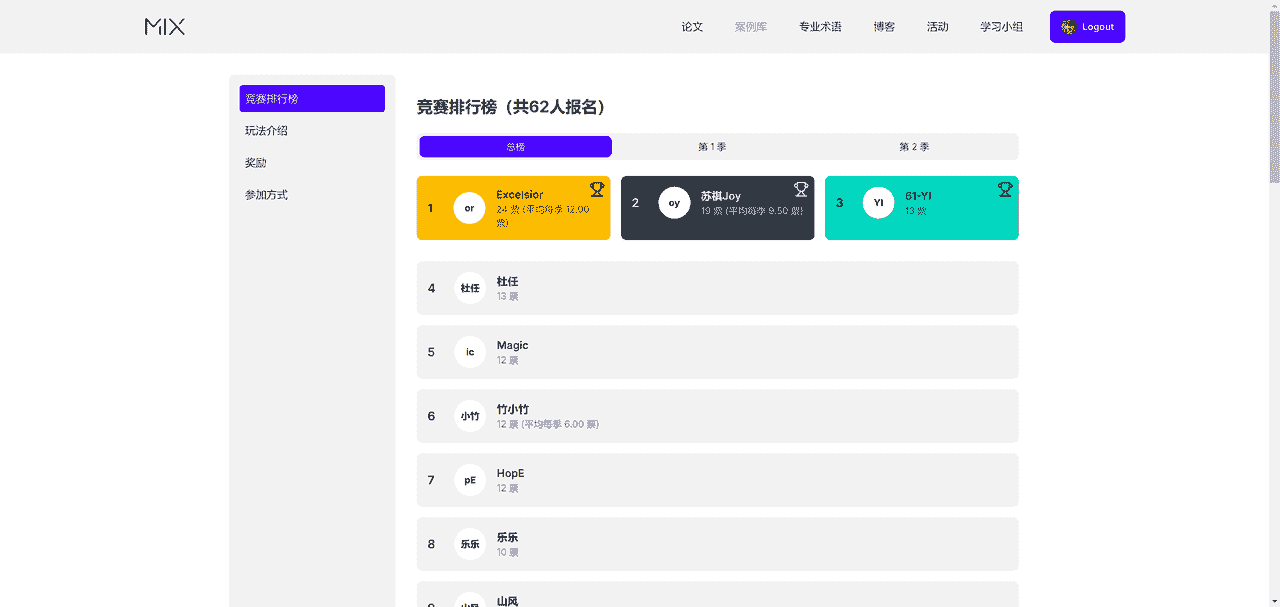 MIX
论文
案例库
专业术语
博客
活动
学习小组
Logout
竞赛排行榜
玩法介绍
奖励
参加方式
竞赛排行榜（共62人报名）
总榜
第 1 季
第 2 季
1
or
Excelsior
24 票 (平均每季 12.00
票)
2
oy
苏椹Joy
19 票 (平均每季 9.50 票)
3
YI
61-YI
13 票
4
杜任
杜任
13 票
5
ic
Magic
12 票
6
小竹
竹小竹
12 票 (平均每季 6.00 票)
7
pE
HopE
12 票
8
乐乐
乐乐
10 票
9
山风
山风